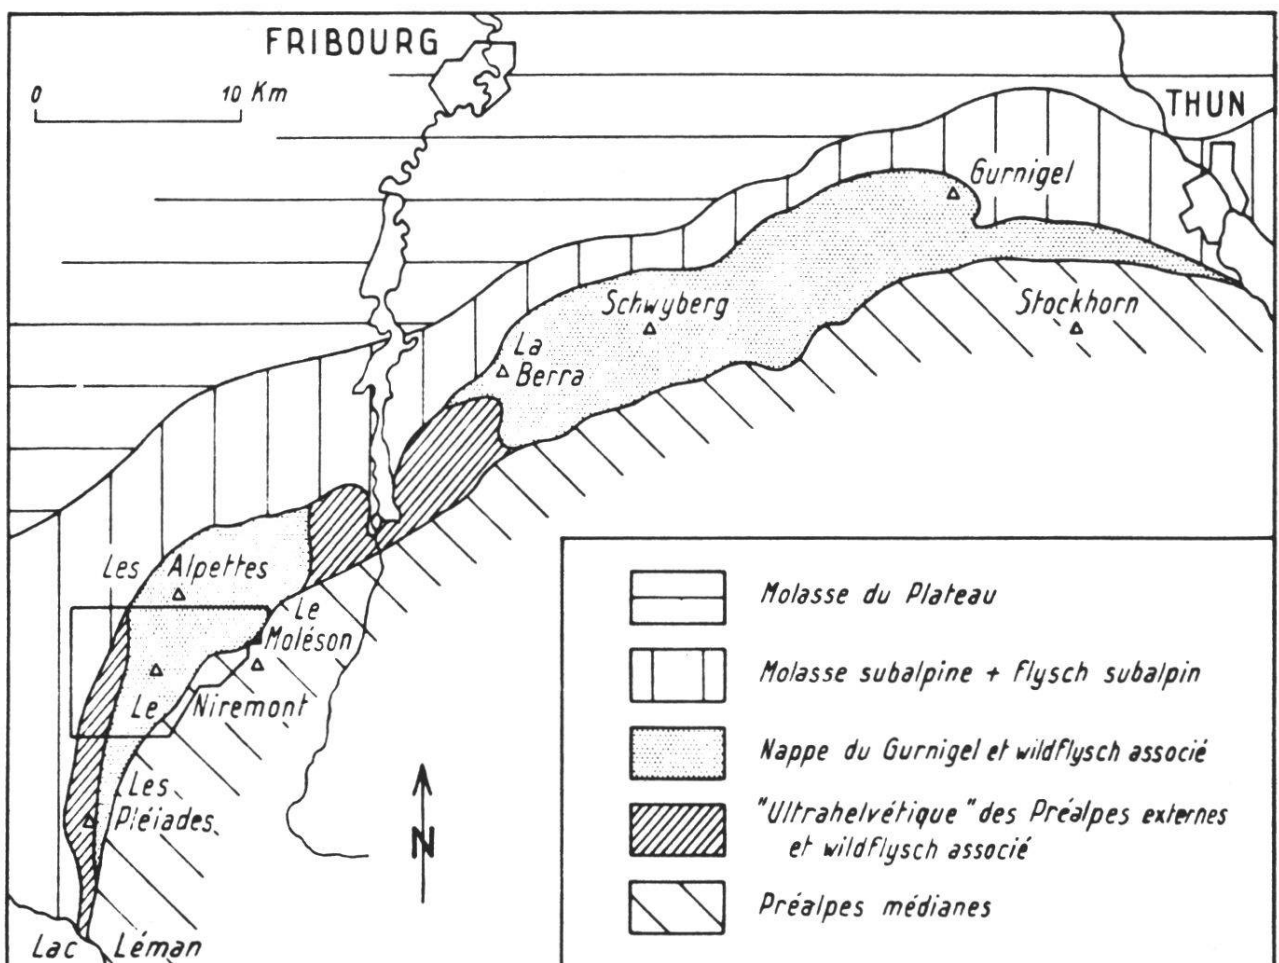 FRIBOURG
0 10 Km
THUN
Gurnigel
Schwyberg
Stockhorn
La
Berra
Les Alpettes
Le
Moléson
Le Niremont
Les
Pléiades
N
Lac Léman
Molasse du Plateau
Molasse subalpine + flysch subalpin
Nappe du Gurnigel et wildflysch associé
"Ultrahelvétique" des Préalpes externes
et wildflysch associé
Préalpes médianes